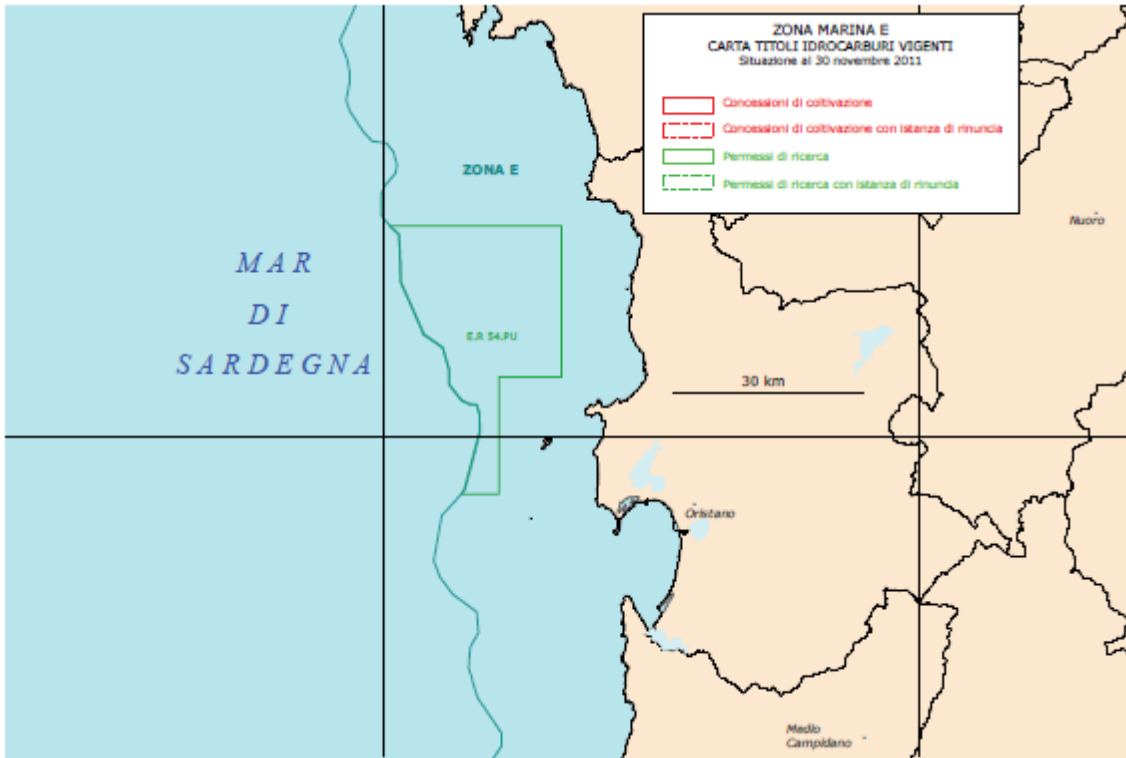 ZONA MARINA E
CARTA TITOLI IDROCARBURI VIGENTI
Situazione al 30 novembre 2011
Concessioni di coltivazione
Concessioni di coltivazione con istanza di rinuncia
Permessi di ricerca
Permessi di ricerca con istanza di rinuncia
ZONA E
Nuoro
MAR
DI
SARDEGNA
E.R 54.PU
30 km
Oristano
Medio
Campidano